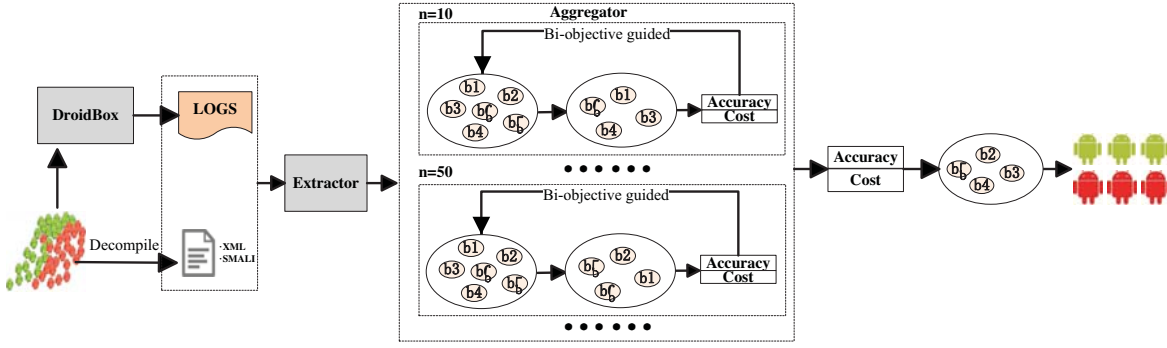 n=10
Aggregator
Bi-objective guided
b1
b2
b3
b4
b1
b3
b4
Accuracy
Cost
DroidBox
LOGS
Decompile
·XML
·SMALI
Extractor
n=50
Bi-objective guided
b1
b2
b3
b4
b2
b1
Accuracy
Cost
Accuracy
Cost
b2
b3
b4